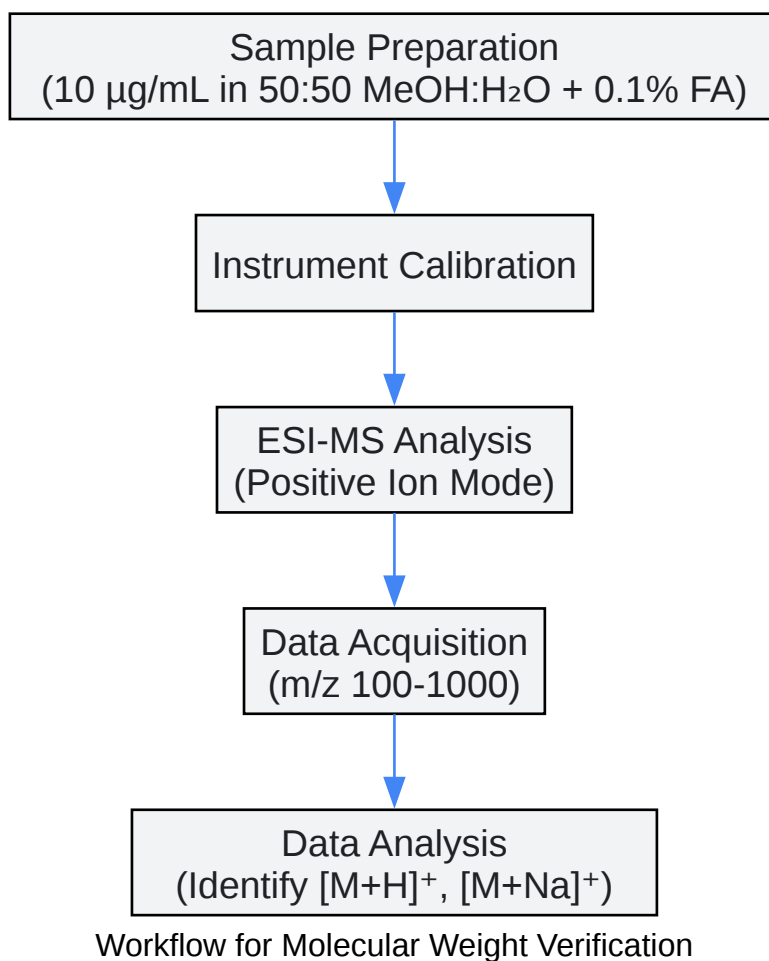 Sample Preparation
(10 µg/mL in 50:50 MeOH:H₂O + 0.1% FA)
Instrument Calibration
ESI-MS Analysis
(Positive Ion Mode)
Data Acquisition
(m/z 100-1000)
Data Analysis
(Identify [M+H]⁺, [M+Na]⁺)
Workflow for Molecular Weight Verification